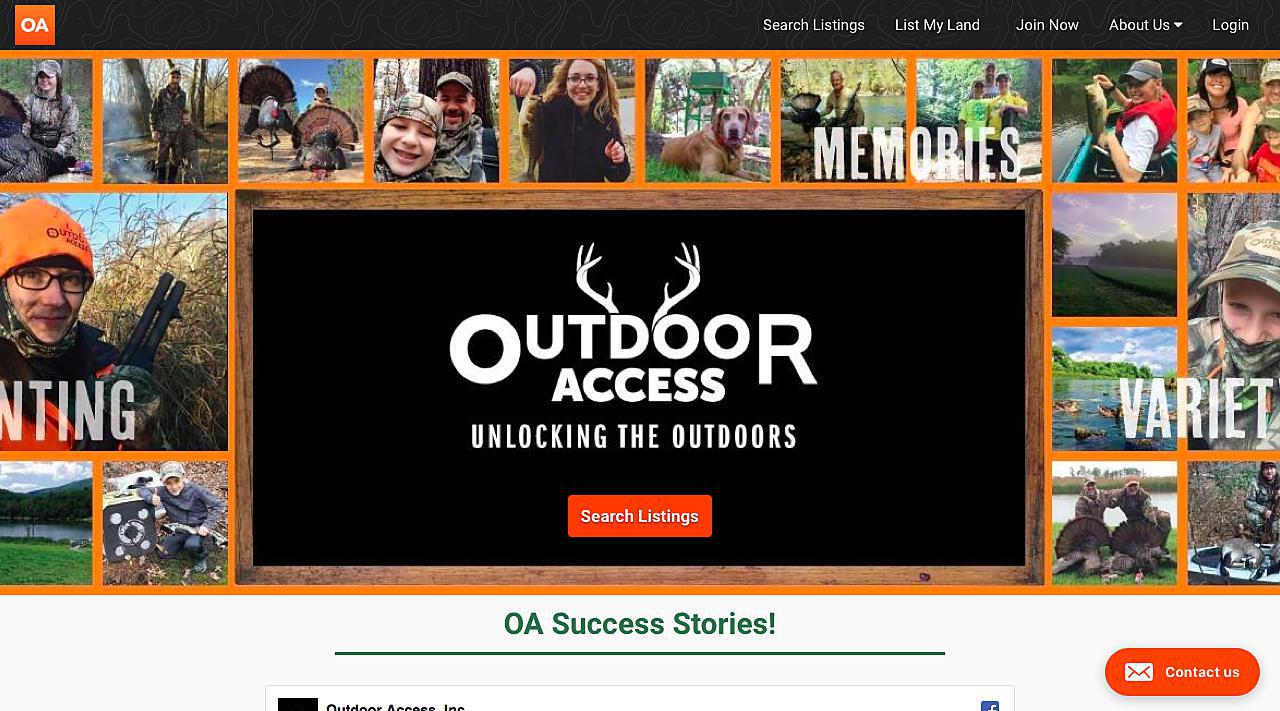 OA
Search Listings
List My Land
Join Now
About Us
Login
MEMORIES
NTING
OUTDOOR
ACCESS
UNLOCKING THE OUTDOORS
Search Listings
VARIET
OA Success Stories!
Contact us
Outdoor Access, Inc